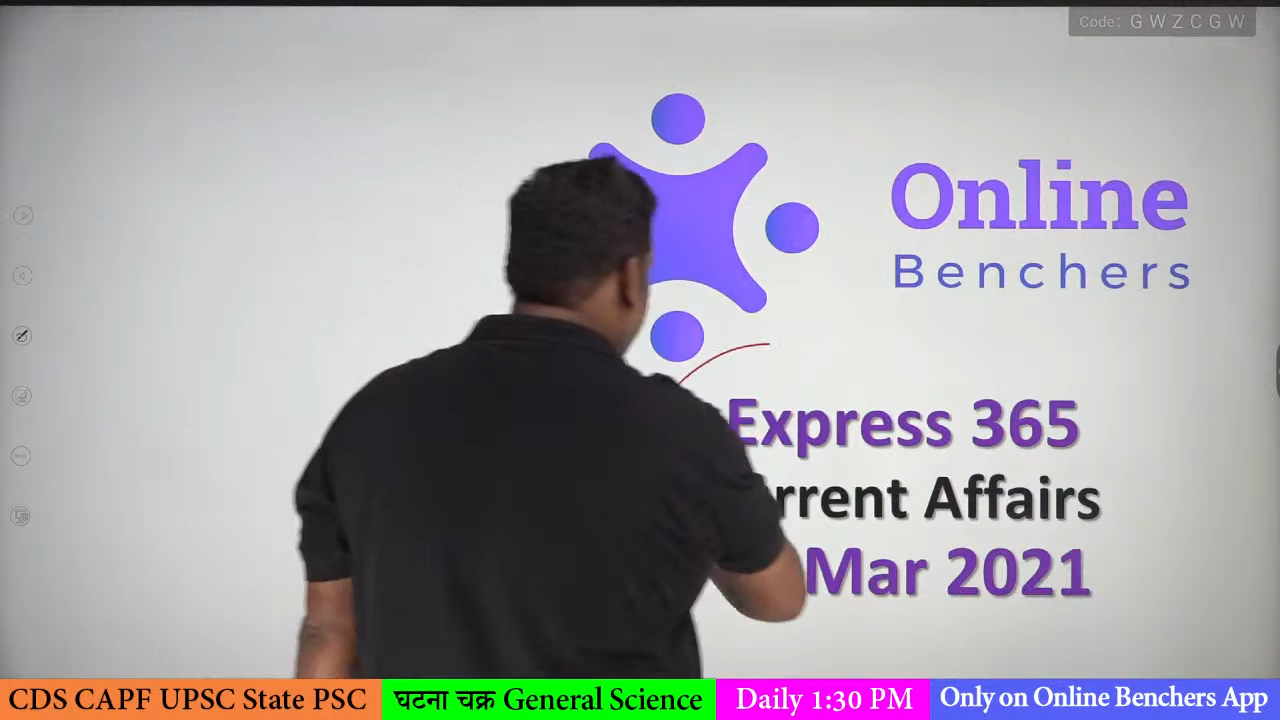 Code: G W Z C G W
Online
Benchers
Express 365
Affairs
Mar 2021
CDS CAPF UPSC State PSC
घटना चक्र General Science
Daily 1:30 PM
Only on Online Benchers App